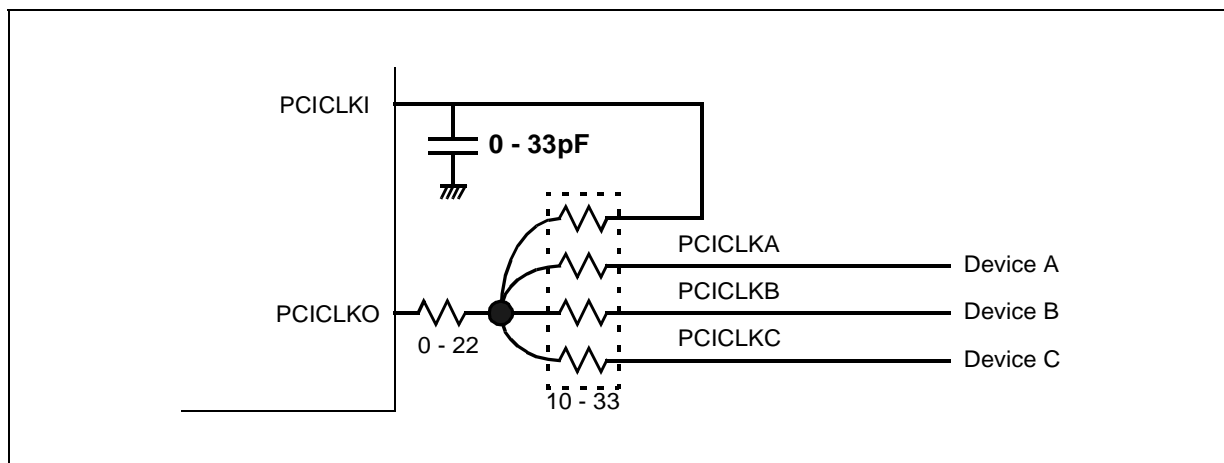 PCICLKI
0 - 33pF
PCICLKA
Device A
PCICLKB
Device B
PCICLKO
0 - 22
PCICLKC
Device C
10 - 33